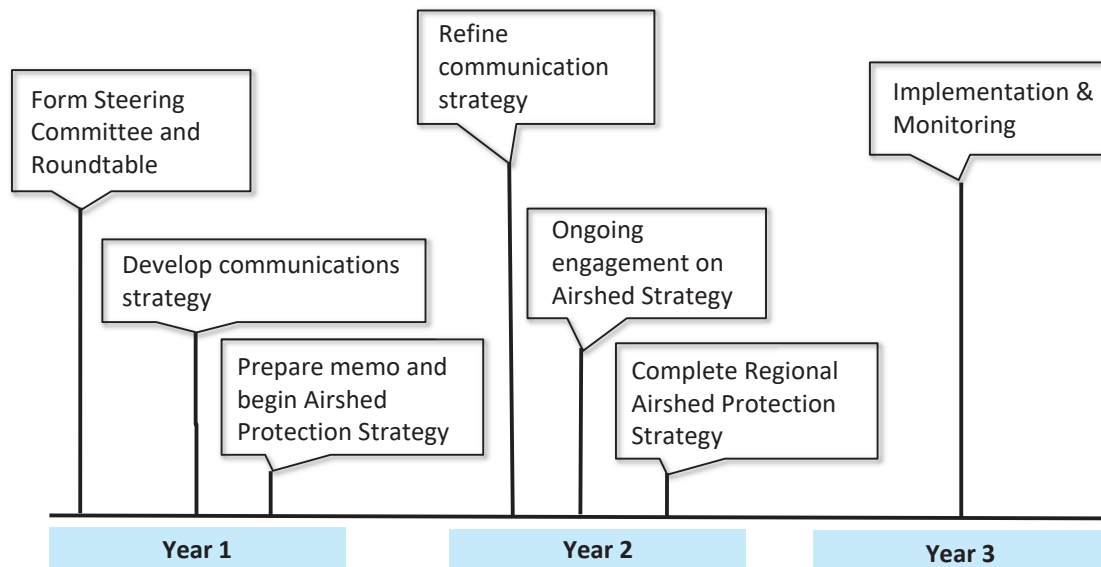 Form Steering
Committee and
Roundtable
Develop communications
strategy
Prepare memo and
begin Airshed
Protection Strategy
Refine
communication
strategy
Ongoing
engagement on
Airshed Strategy
Complete Regional
Airshed Protection
Strategy
Implementation &
Monitoring
Year 1
Year 2
Year 3